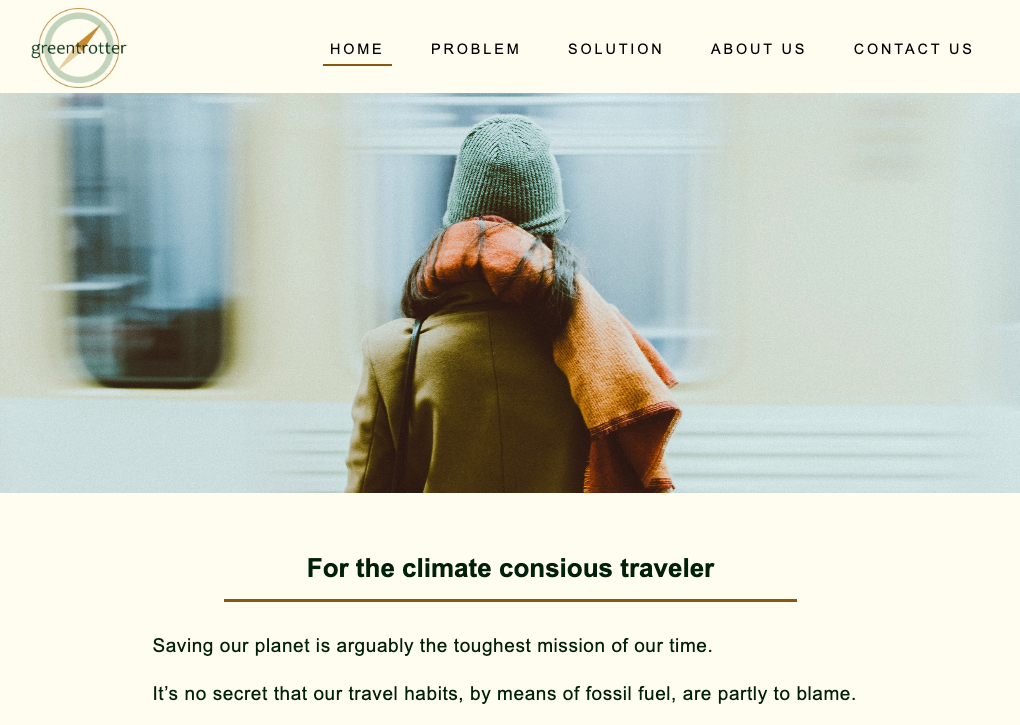 greentrotter
HOME PROBLEM SOLUTION ABOUT US CONTACT US
For the climate consious traveler
Saving our planet is arguably the toughest mission of our time.
It’s no secret that our travel habits, by means of fossil fuel, are partly to blame.